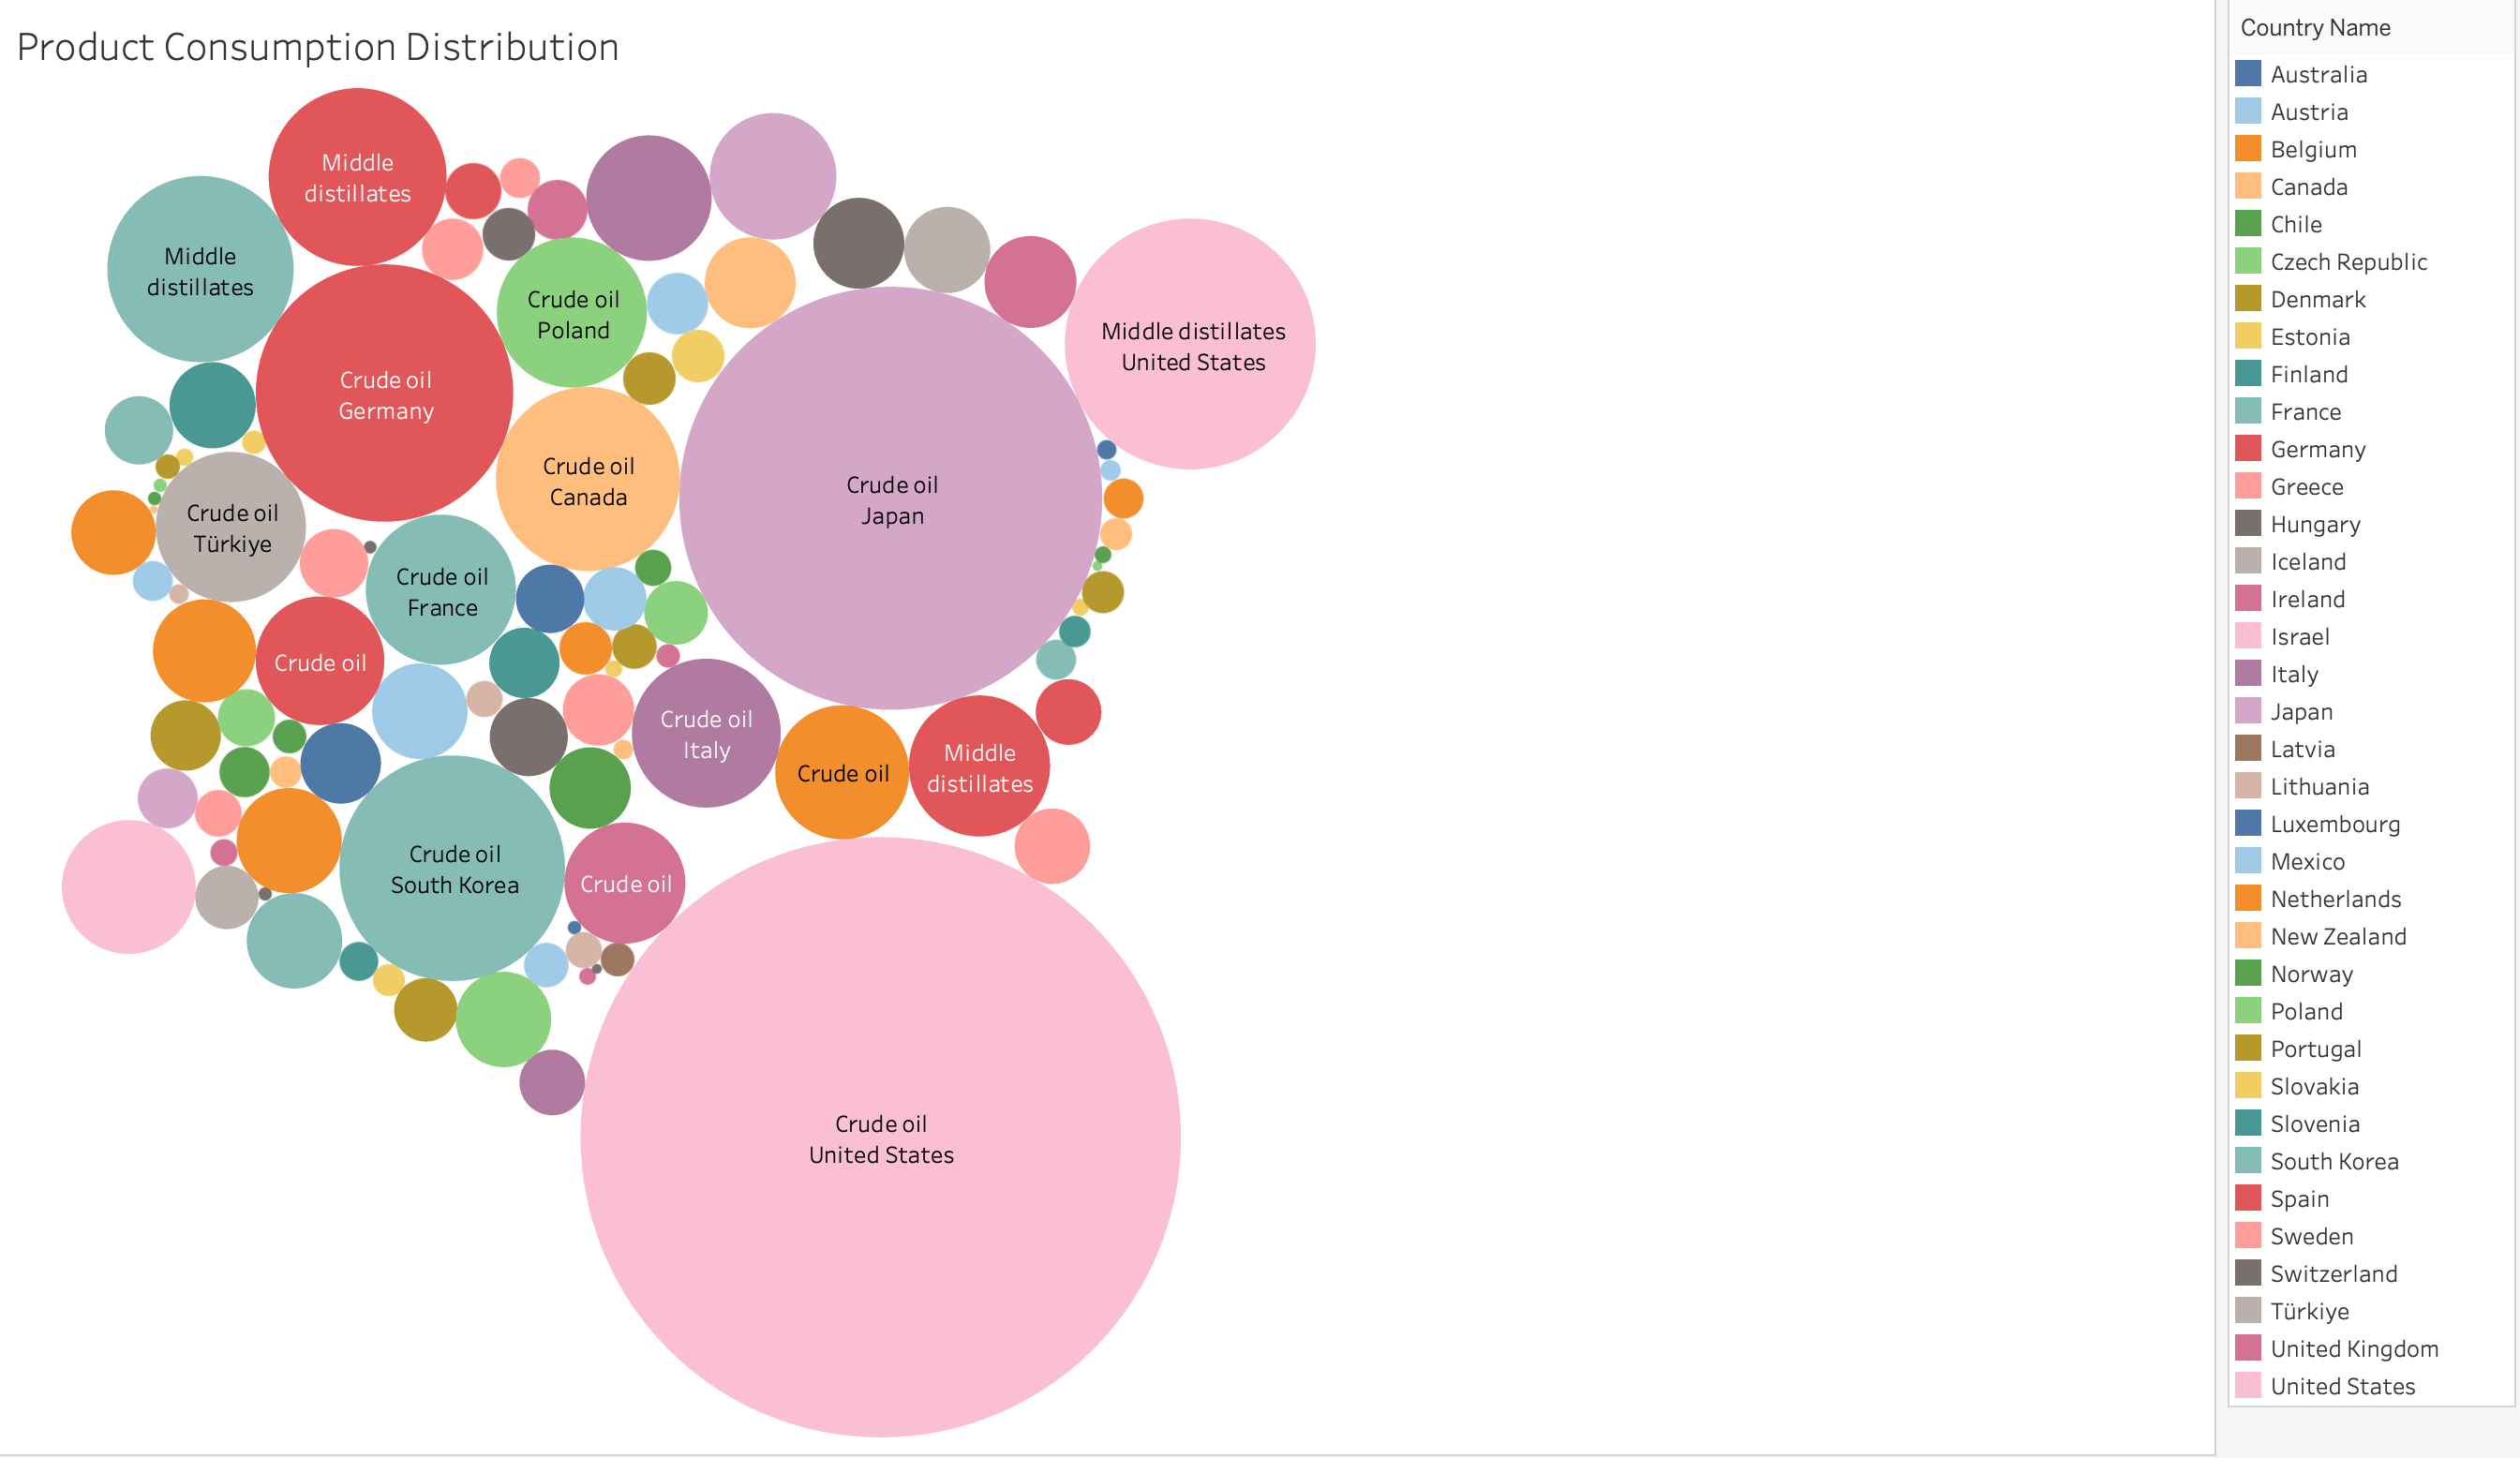 Product Consumption Distribution
Middle
distillates
Middle
distillates
Crude oil
Poland
Middle distillates
United States
Crude oil
Germany
Crude oil
Canada
Crude oil
Japan
Crude oil
Türkiye
Crude oil
France
Crude oil
Crude oil
Italy
Crude oil
Middle
distillates
Crude oil
South Korea
Crude oil
Crude oil
United States
Country Name
Australia
Austria
Belgium
Canada
Chile
Czech Republic
Denmark
Estonia
Finland
France
Germany
Greece
Hungary
Iceland
Ireland
Israel
Italy
Japan
Latvia
Lithuania
Luxembourg
Mexico
Netherlands
New Zealand
Norway
Poland
Portugal
Slovakia
Slovenia
South Korea
Spain
Sweden
Switzerland
Türkiye
United Kingdom
United States